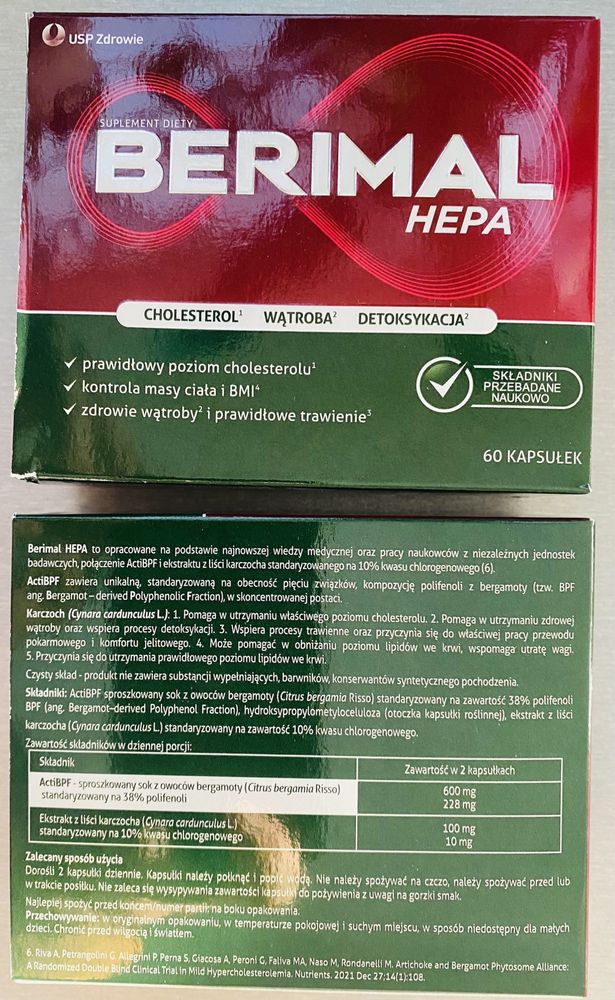 USP Zdrowie
SUPLEMENT DIETY
BERIMAL
HEPA
CHOLESTEROL¹ WĄTROBA² DETOKSYKACJA²
✓ prawidłowy poziom cholesterolu¹
✓ kontrola masy ciała i BMI⁴
✓ zdrowie wątroby² i prawidłowe trawienie³
SKŁADNIKI
PRZEBADANE
NAUKOWO
60 KAPSUŁEK
Berimal HEPA to opracowane na podstawie najnowszej wiedzy medycznej oraz pracy naukowców z niezależnych jednostek
badawczych, połączenie ActiBPF i ekstraktu z liści karczocha standaryzowanego na 10% kwasu chlorogenowego (6).
ActiBPF zawiera unikalną, standaryzowaną na obecność pięciu związków, kompozycję polifenoli z bergamoty (tzw. BPF
ang. Bergamot – derived Polyphenolic Fraction), w skoncentrowanej postaci.
Karczoch (Cynara cardunculus L.): 1. Pomaga w utrzymaniu właściwego poziomu cholesterolu. 2. Pomaga w utrzymaniu zdrowej
wątroby oraz wspiera procesy detoksykacji. 3. Wspiera procesy trawienne oraz przyczynia się do właściwej pracy przewodu
pokarmowego i komfortu jelitowego. 4. Może pomagać w obniżaniu poziomu lipidów we krwi, wspomaga utratę wagi.
5. Przyczynia się do utrzymania prawidłowego poziomu lipidów we krwi.
Czysty skład - produkt nie zawiera substancji wypełniających, barwników, konserwantów syntetycznego pochodzenia.
Składniki: ActiBPF sproszkowany sok z owoców bergamoty (Citrus bergamia Risso) standaryzowany na zawartość 38% polifenoli
BPF (ang. Bergamot–derived Polyphenol Fraction), hydroksypropylometyloceluloza (otoczka kapsułki roślinnej), ekstrakt z liści
karczocha (Cynara cardunculus L.) standaryzowany na zawartość 10% kwasu chlorogenowego.
Zawartość składników w dziennej porcji:
Składnik Zawartość w 2 kapsułkach
ActiBPF - sproszkowany sok z owoców bergamoty (Citrus bergamia Risso) 600 mg
standaryzowany na 38% polifenoli 228 mg
Ekstrakt z liści karczocha (Cynara cardunculus L.) 100 mg
standaryzowany na 10% kwasu chlorogenowego 10 mg
Zalecany sposób użycia
Dorośli 2 kapsułki dziennie. Kapsułki należy połknąć i popić wodą. Nie należy spożywać na czczo, należy spożywać przed lub
w trakcie posiłku. Nie zaleca się wysypywania zawartości kapsułki do pożywienia z uwagi na gorzki smak.
Najlepiej spożyć przed końcem/numer partii: na boku opakowania.
Przechowywanie: w oryginalnym opakowaniu, w temperaturze pokojowej i suchym miejscu, w sposób niedostępny dla małych
dzieci. Chronić przed wilgocią i światłem.
6. Riva A, Petrangolini G, Allegrini P, Perna S, Giacosa A, Peroni G, Faliva MA, Naso M, Rondanelli M. Artichoke and Bergamot Phytosome Alliance:
A Randomized Double Blind Clinical Trial in Mild Hypercholesterolemia. Nutrients. 2021 Dec 27;14(1):108.